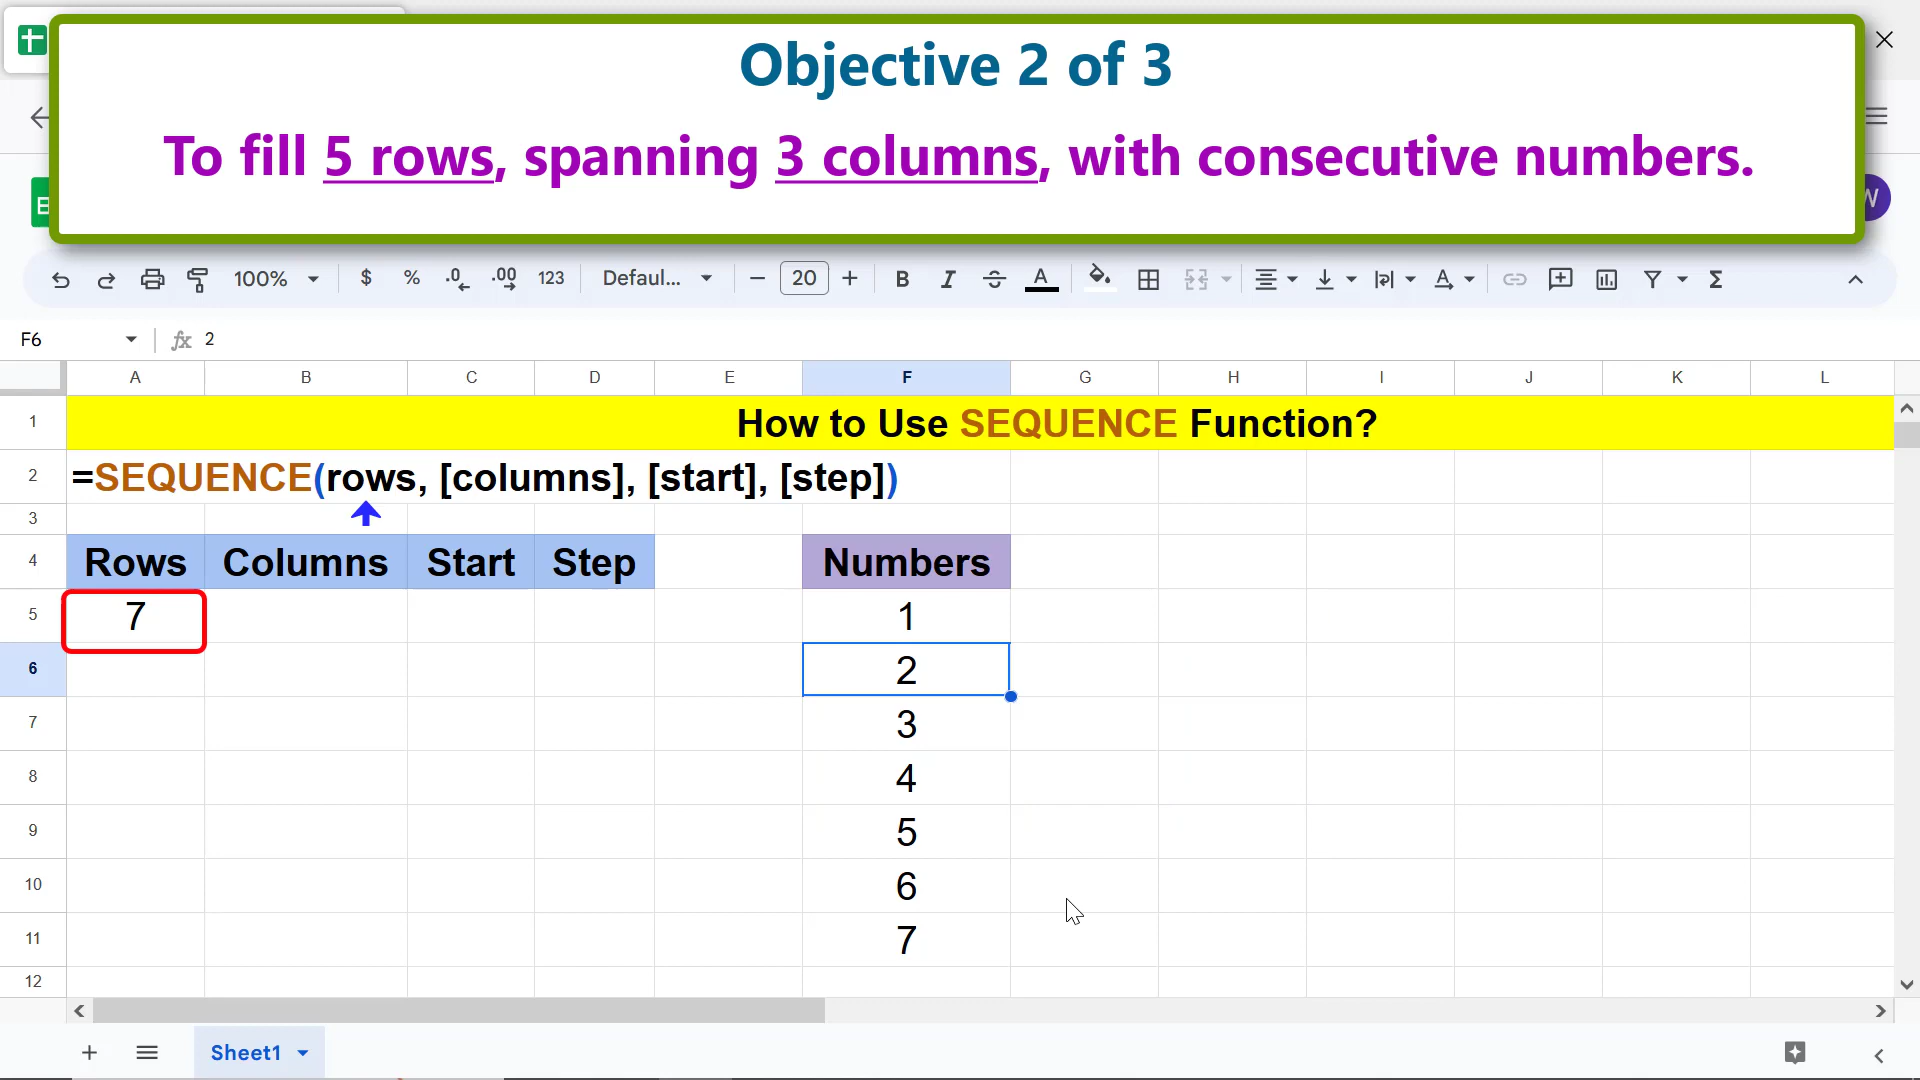 Objective 2 of 3
To fill 5 rows, spanning 3 columns, with consecutive numbers.
W
100% $ % .0 .00 123 Defaul... 20 B I A A Σ
F6 fx 2
A B C D E F G H I J K L
1 How to Use SEQUENCE Function?
2 =SEQUENCE(rows, [columns], [start], [step])
3
4 Rows Columns Start Step Numbers
5 7 1
6 2
7 3
8 4
9 5
10 6
11 7
12
Sheet1